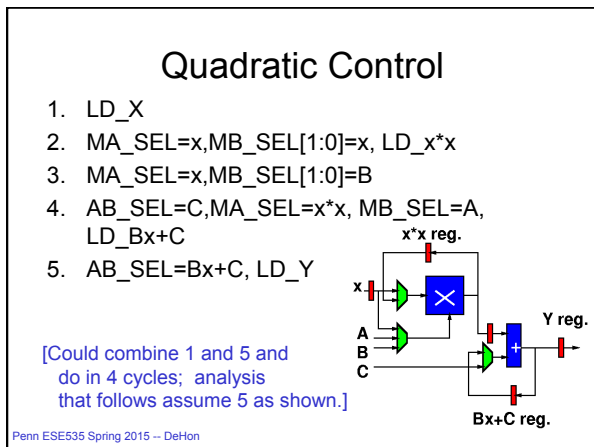 Quadratic Control
1. LD_X
2. MA_SEL=x,MB_SEL[1:0]=x, LD_x*x
3. MA_SEL=x,MB_SEL[1:0]=B
4. AB_SEL=C,MA_SEL=x*x, MB_SEL=A,
LD_Bx+C
5. AB_SEL=Bx+C, LD_Y
x*x reg.
x
A
B
C
Y reg.
+
Bx+C reg.
[Could combine 1 and 5 and
do in 4 cycles; analysis
that follows assume 5 as shown.]
Penn ESE535 Spring 2015 -- DeHon